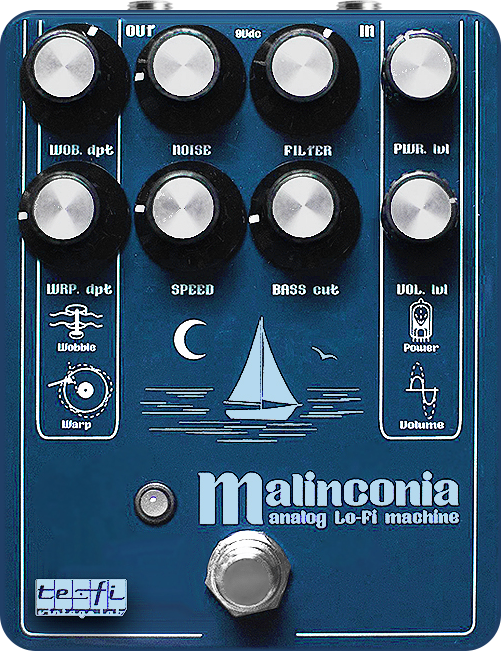 OUT 9Vdc IN
WOB. dpt NOISE FILTER PWR. lvl
WRP. dpt SPEED BASS cut VOL. lvl
Wobble Power
Warp Volume
Malinconia
analog Lo-Fi machine
te-fi